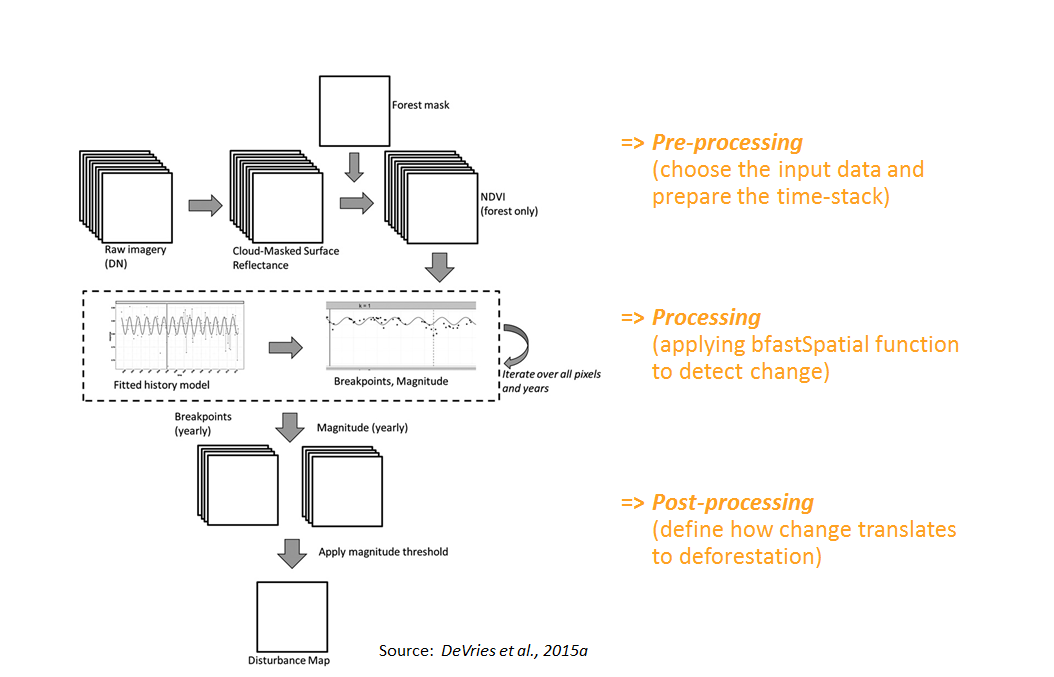 Forest mask
=> Pre-processing
(choose the input data and
prepare the time-stack)
NDVI
(forest only)
Raw imagery
(DN)
Cloud-Masked Surface
Reflectance
k = 1
Fitted history model
Breakpoints, Magnitude
Iterate over all pixels
and years
=> Processing
(applying bfastSpatial function
to detect change)
Breakpoints
(yearly)
Magnitude (yearly)
=> Post-processing
(define how change translates
to deforestation)
Apply magnitude threshold
Disturbance Map
Source: DeVries et al., 2015a